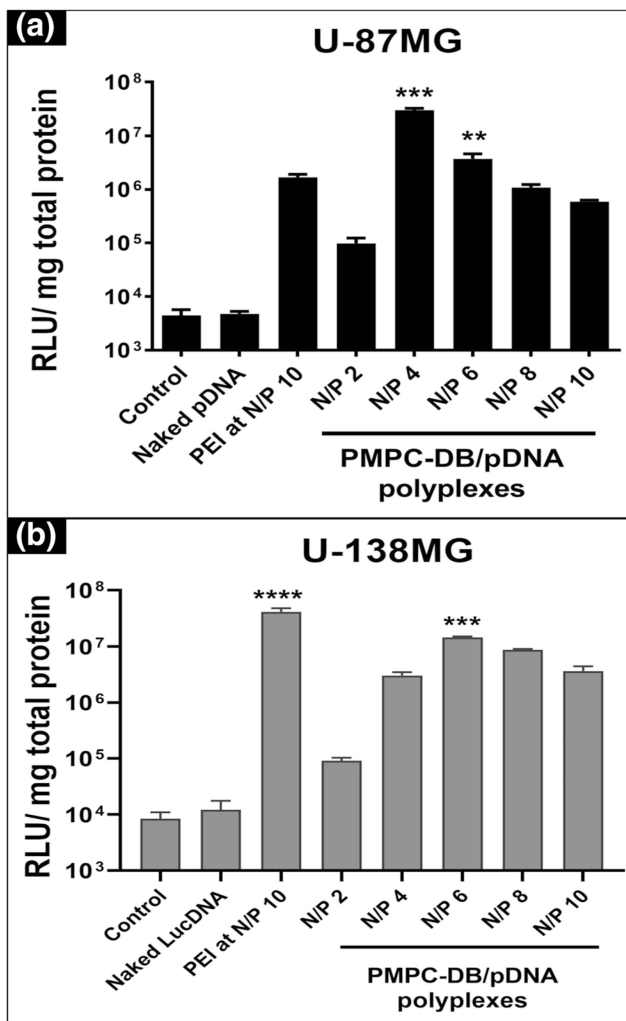 (a)
U-87MG
RLU/ mg total protein
10⁸
10⁷
10⁶
10⁵
10⁴
10³
***
**
Control
Naked pDNA
PEI at N/P 10
N/P 2
N/P 4
N/P 6
N/P 8
N/P 10
PMPC-DB/pDNA
polyplexes
(b)
U-138MG
RLU/ mg total protein
10⁸
10⁷
10⁶
10⁵
10⁴
10³
****
***
Control
Naked LucDNA
PEI at N/P 10
N/P 2
N/P 4
N/P 6
N/P 8
N/P 10
PMPC-DB/pDNA
polyplexes